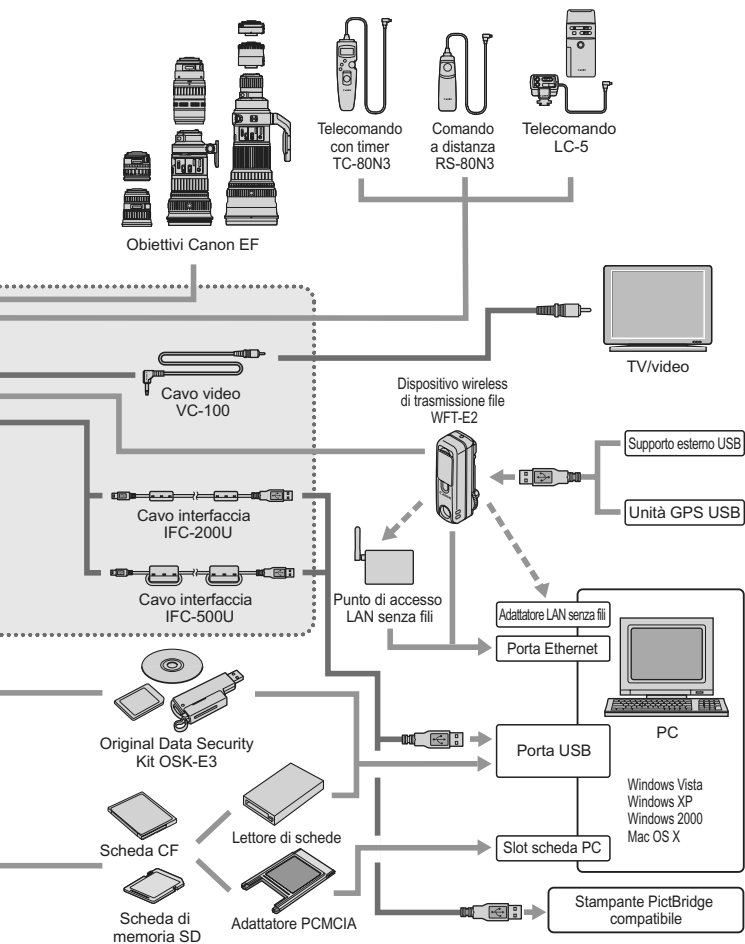 Telecomando
con timer
TC-80N3
Comando
a distanza
RS-80N3
Telecomando
LC-5
Obiettivi Canon EF
TV/video
Cavo video
VC-100
Dispositivo wireless
di trasmissione file
WFT-E2
Supporto esterno USB
Unità GPS USB
Cavo interfaccia
IFC-200U
Cavo interfaccia
IFC-500U
Punto di accesso
LAN senza fili
Adattatore LAN senza fili
Porta Ethernet
PC
Original Data Security
Kit OSK-E3
Porta USB
Windows Vista
Windows XP
Windows 2000
Mac OS X
Scheda CF
Lettore di schede
Slot scheda PC
Scheda di
memoria SD
Adattatore PCMCIA
Stampante PictBridge
compatibile